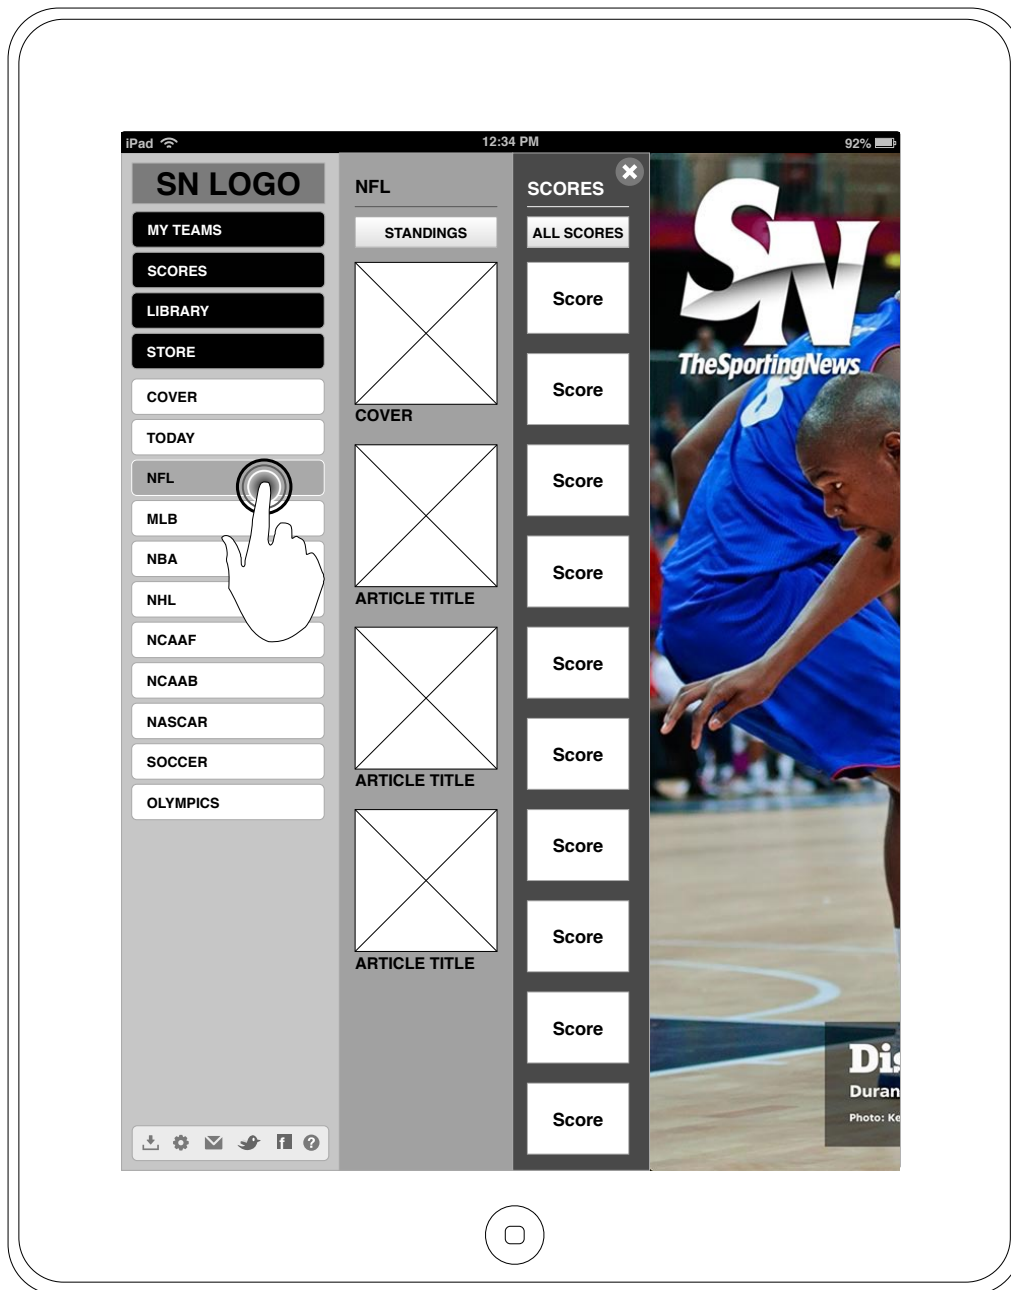 iPad
12:34 PM
92%
SN LOGO
MY TEAMS
SCORES
LIBRARY
STORE
COVER
TODAY
NFL
MLB
NBA
NHL
NCAAF
NCAAB
NASCAR
SOCCER
OLYMPICS
NFL
STANDINGS
COVER
ARTICLE TITLE
ARTICLE TITLE
ARTICLE TITLE
SCORES
ALL SCORES
Score
Score
Score
Score
Score
Score
Score
Score
Score
Score
SN
TheSportingNews
8
Dis
Duran
Photo: Ke
f
?